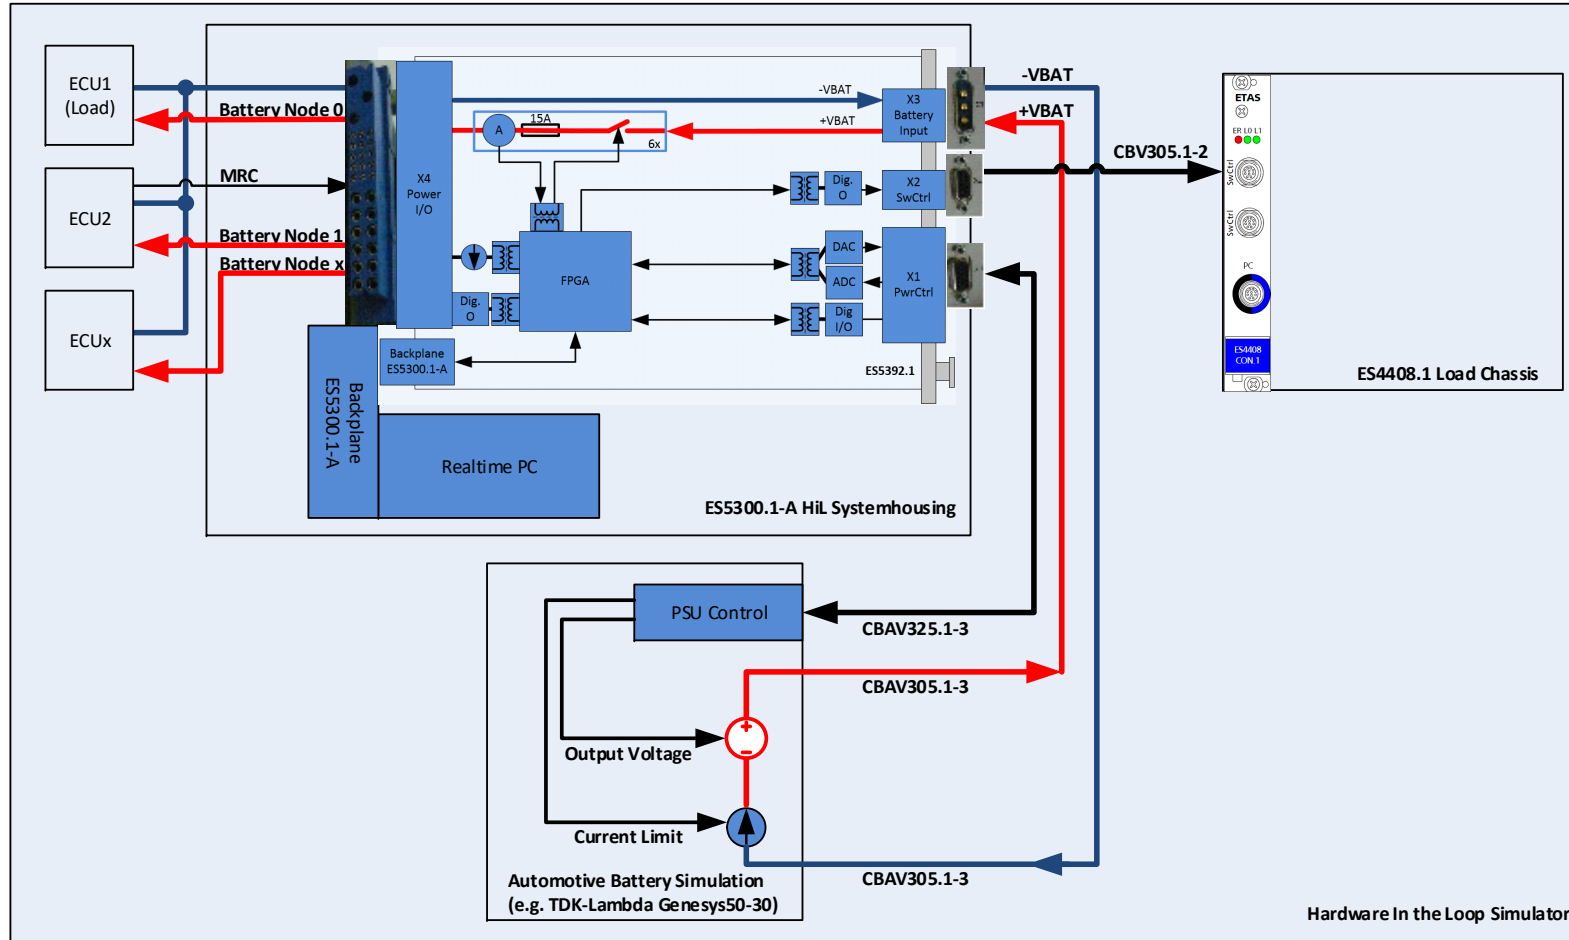 ECU1
(Load)
Battery Node 0
MRC
ECU2
Battery Node 1
Battery Node x
ECUx
X4
Power
I/O
-VBAT
+VBAT
A
15A
6x
X3
Battery
Input
X2
SwCtrl
Dig.
O
DAC
ADC
X1
PwrCtrl
Dig
I/O
FPGA
Dig.
O
Backplane
ES5300.1-A
ES5392.1
Backplane
ES5300.1-A
Realtime PC
ES5300.1-A HiL Systemhousing
-VBAT
+VBAT
CBV305.1-2
ETAS
ER L0 L1
SwCtrl
SwCtrl
PC
ES4408
CON.1
ES4408.1 Load Chassis
PSU Control
CBAV325.1-3
CBAV305.1-3
+
−
Output Voltage
Current Limit
CBAV305.1-3
Automotive Battery Simulation
(e.g. TDK-Lambda Genesys50-30)
Hardware In the Loop Simulator